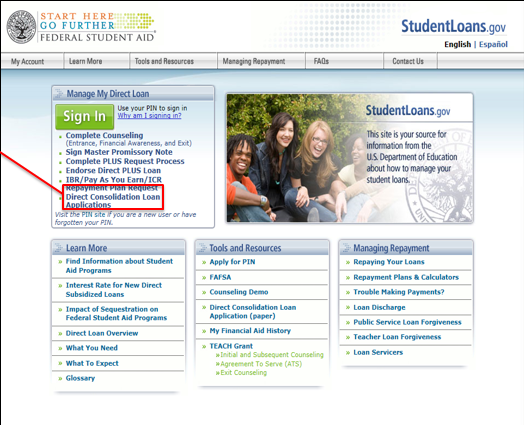 START HERE
GO FURTHER
FEDERAL STUDENT AID
StudentLoans.gov
English | Español
My Account
Learn More
Tools and Resources
Managing Repayment
FAQs
Contact Us
Manage My Direct Loan
Sign In
Use your PIN to sign in
Why am I signing in?
Complete Counseling
(Entrance, Financial Awareness, and Exit)
Sign Master Promissory Note
Complete PLUS Request Process
Endorse Direct PLUS Loan
IBR/Pay As You Earn/ICR
Repayment Plan Request
Direct Consolidation Loan
Applications
Visit the PIN site if you are a new user or have
forgotten your PIN.
StudentLoans.gov
This site is your source for
information from the
U.S. Department of Education
about how to manage your
student loans.
Learn More
» Find Information about Student
Aid Programs
» Interest Rate for New Direct
Subsidized Loans
» Impact of Sequestration on
Federal Student Aid Programs
» Direct Loan Overview
» What You Need
» What To Expect
» Glossary
Tools and Resources
» Apply for PIN
» FAFSA
» Counseling Demo
» Direct Consolidation Loan
Application (paper)
» My Financial Aid History
» TEACH Grant
» Initial and Subsequent Counseling
» Agreement To Serve (ATS)
» Exit Counseling
Managing Repayment
» Repaying Your Loans
» Repayment Plans & Calculators
» Trouble Making Payments?
» Loan Discharge
» Public Service Loan Forgiveness
» Teacher Loan Forgiveness
» Loan Servicers